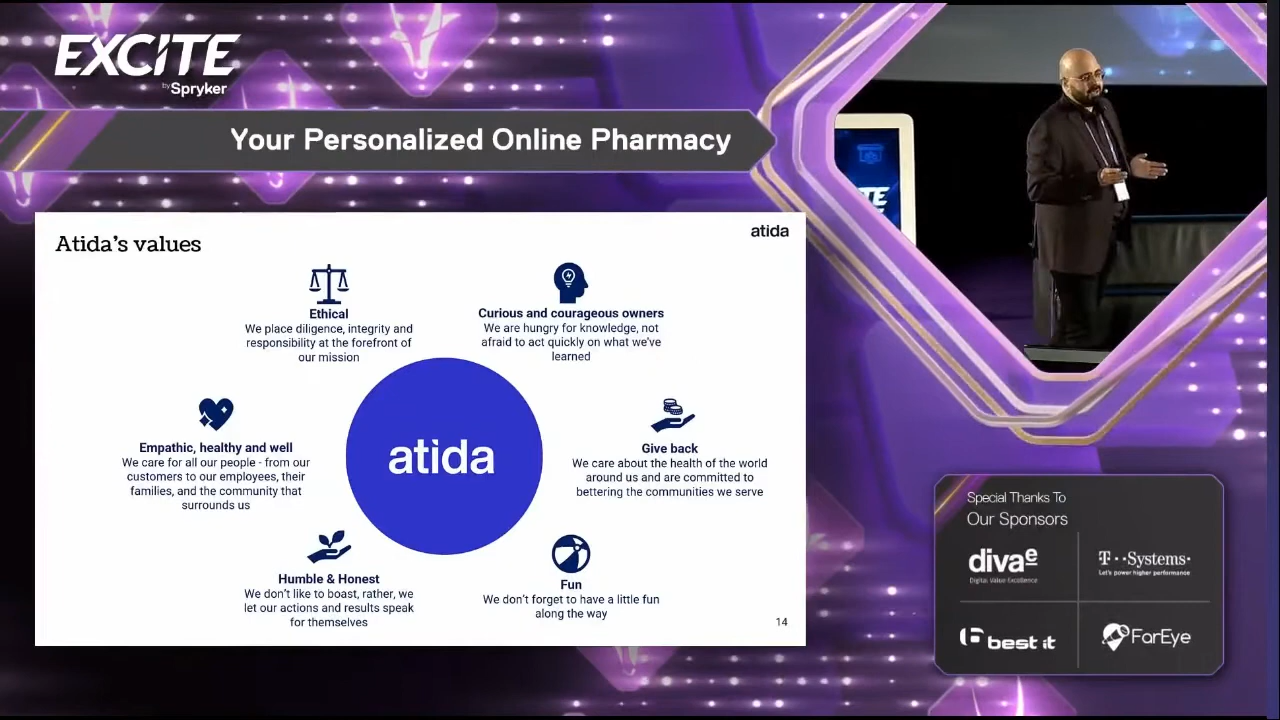 EXCITE
by Spryker
Your Personalized Online Pharmacy
Atida's values
atida
Ethical
We place diligence, integrity and
responsibility at the forefront of
our mission
Curious and courageous owners
We are hungry for knowledge, not
afraid to act quickly on what we've
learned
Empathic, healthy and well
We care for all our people - from our
customers to our employees, their
families, and the community that
surrounds us
atida
Give back
We care about the health of the world
around us and are committed to
bettering the communities we serve
Humble & Honest
We don't like to boast, rather, we
let our actions and results speak
for themselves
Fun
We don't forget to have a little fun
along the way
14
TE
Special Thanks To
Our Sponsors
divae
Digital Value Excellence
T··Systems·
Let's power higher performance
best it
FarEye